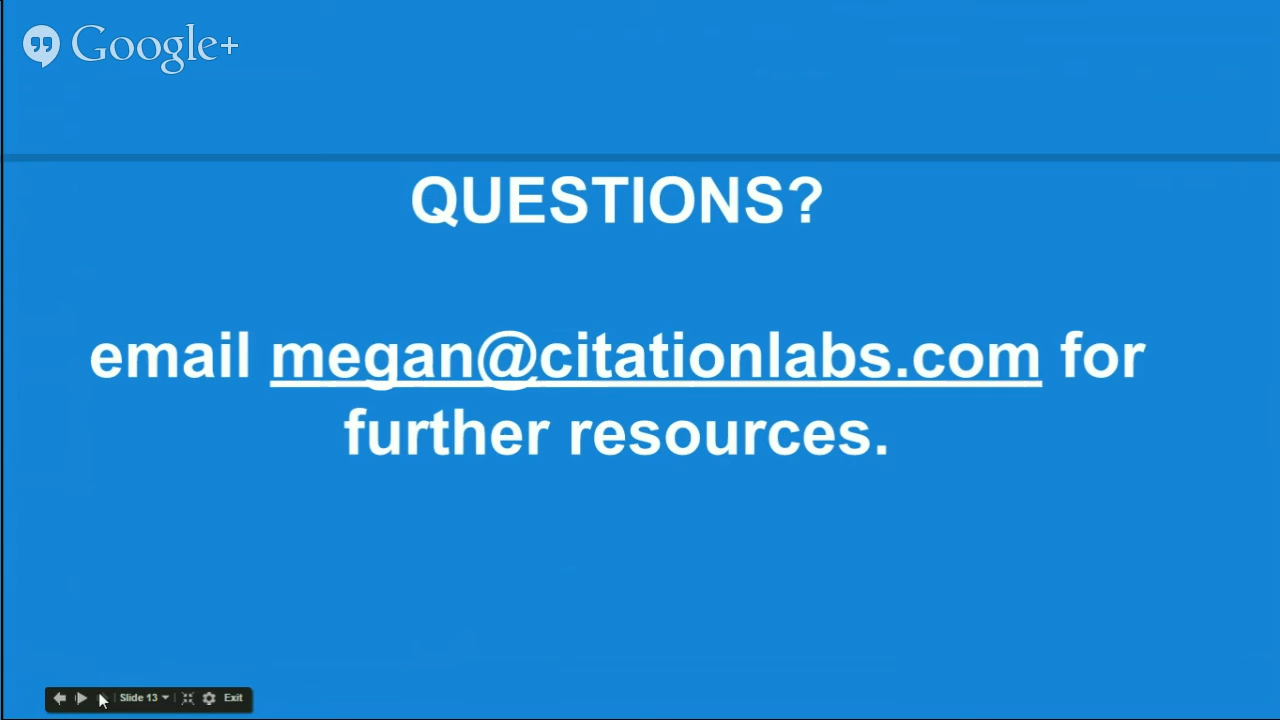 Google+
QUESTIONS?
email megan@citationlabs.com for
further resources.
Slide 13
Exit